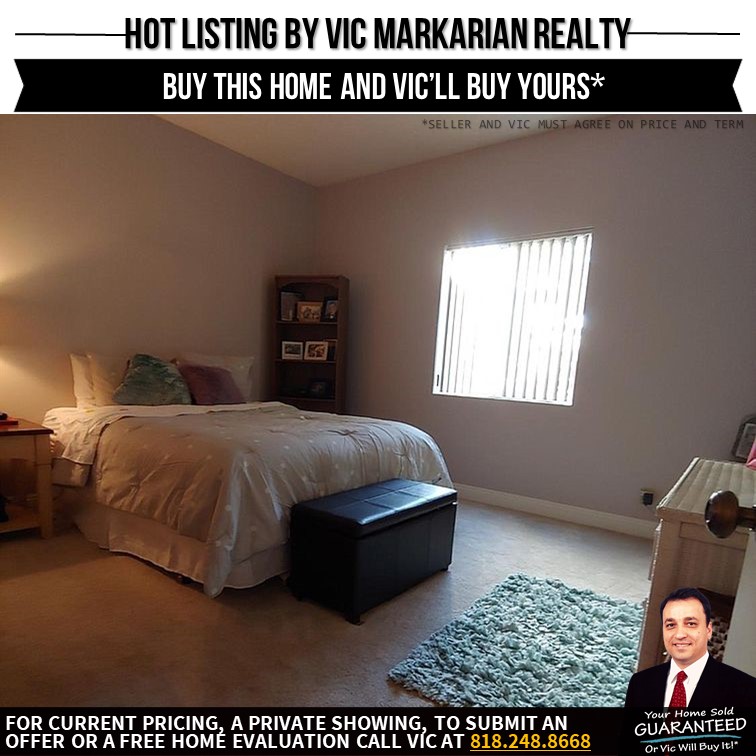 HOT LISTING BY VIC MARKARIAN REALTY
BUY THIS HOME AND VIC'LL BUY YOURS*
*SELLER AND VIC MUST AGREE ON PRICE AND TERM
Your Home Sold
GUARANTEED
Or Vic Will Buy It!
FOR CURRENT PRICING, A PRIVATE SHOWING, TO SUBMIT AN
OFFER OR A FREE HOME EVALUATION CALL VIC AT 818.248.8668